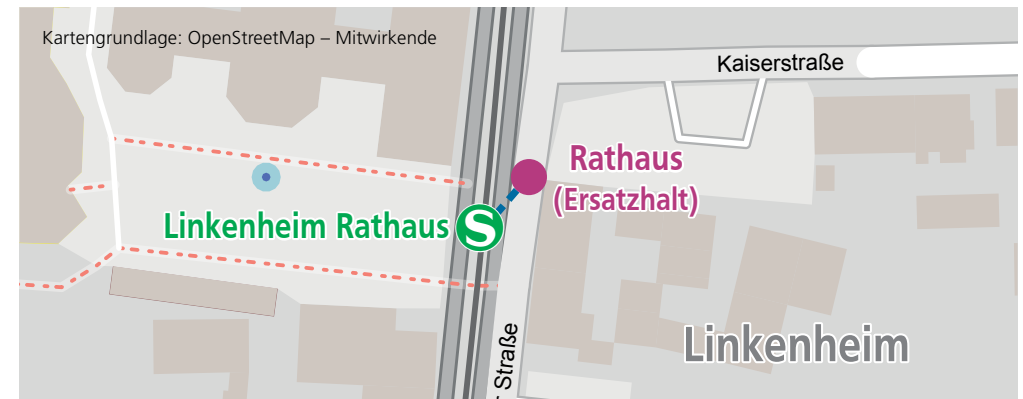 Kartengrundlage: OpenStreetMap – Mitwirkende
Kaiserstraße
Rathaus
(Ersatzhalt)
Linkenheim Rathaus
S
Linkenheim
Straße